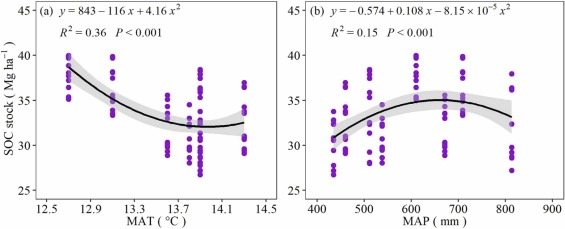 (a) y = 843 − 116 x + 4.16 x²
R² = 0.36 P < 0.001
(b) y = − 0.574 + 0.108 x − 8.15 × 10⁻⁵ x²
R² = 0.15 P < 0.001
SOC stock ( Mg ha⁻¹)
40
35
30
25
40
35
30
25
12.5 12.9 13.3 13.7 14.1 14.5
MAT ( °C )
400 500 600 700 800 900
MAP ( mm )